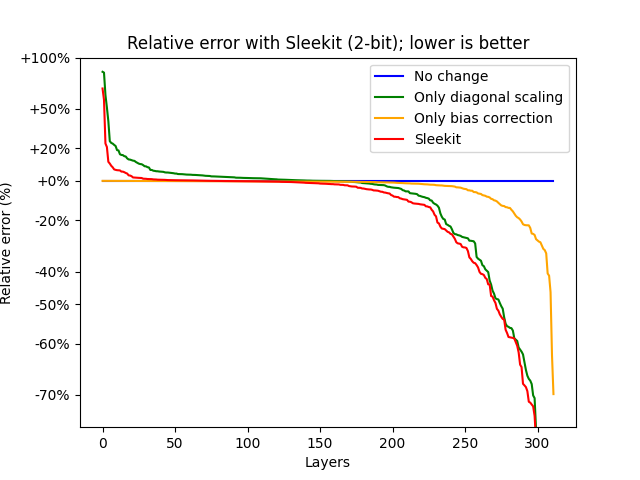 Relative error with Sleekit (2-bit); lower is better
+100%
+50%
+20%
+0%
-20%
-40%
-50%
-60%
-70%
Relative error (%)
No change
Only diagonal scaling
Only bias correction
Sleekit
0 50 100 150 200 250 300
Layers